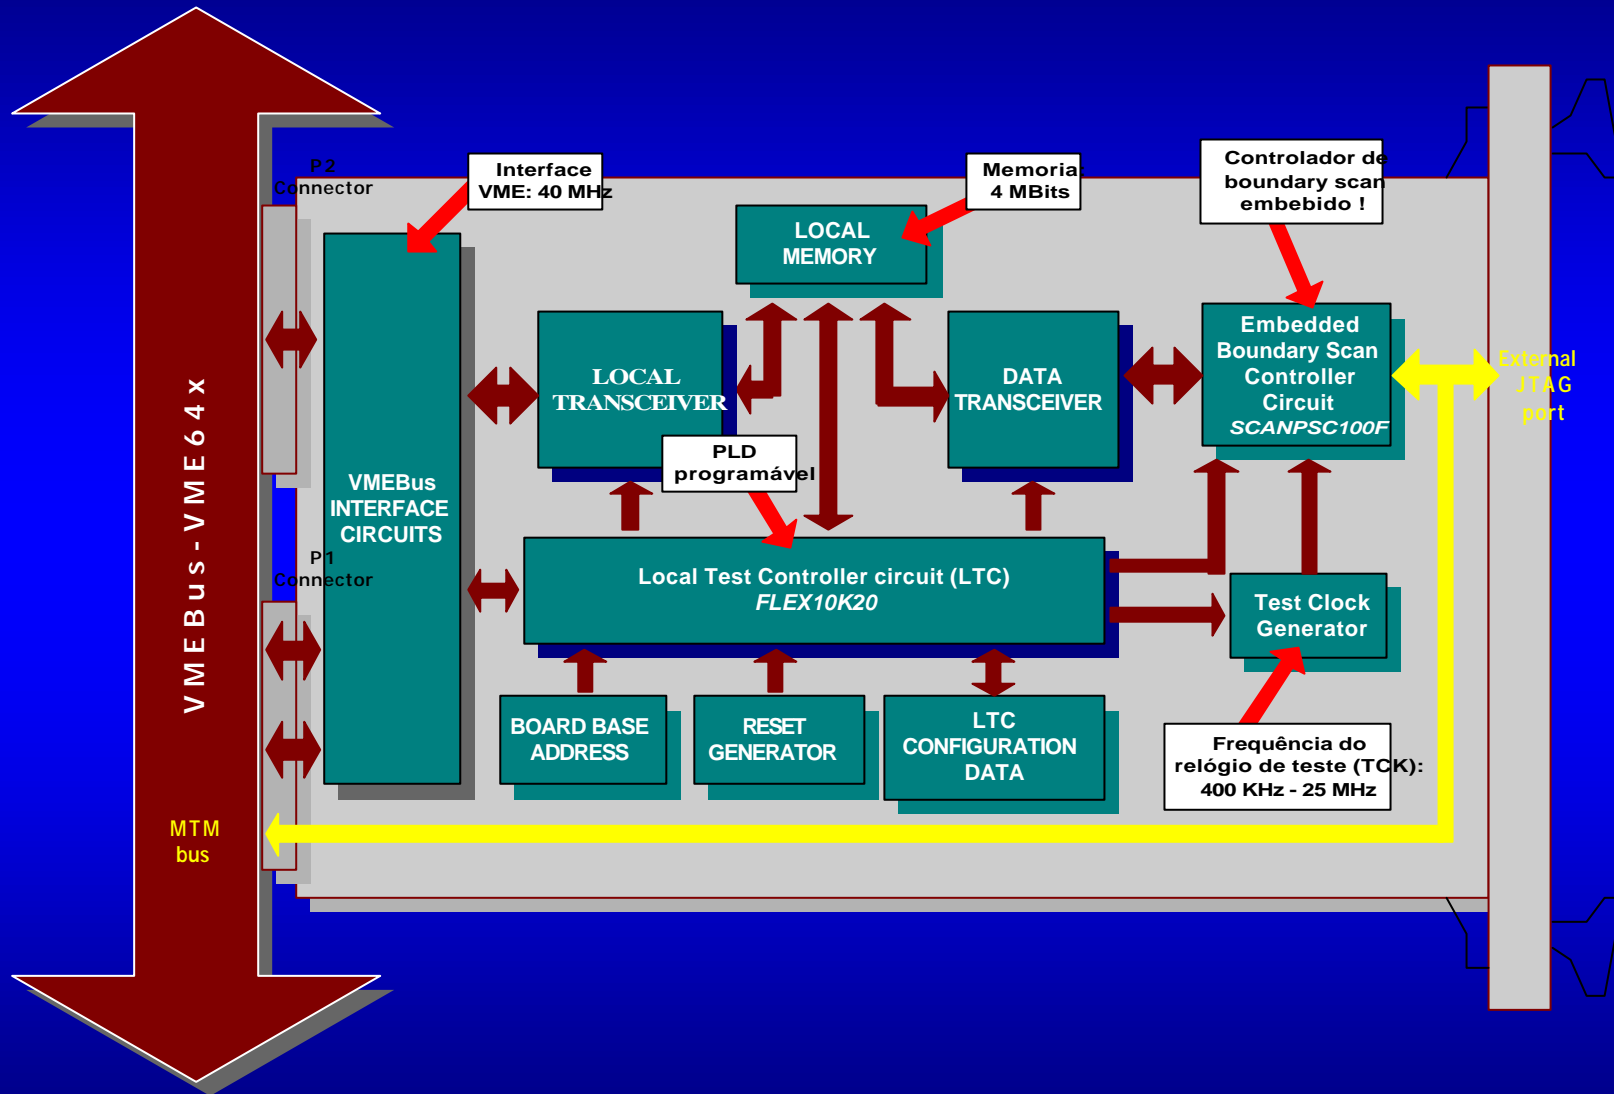 P2
Connector
Interface
VME: 40 MHz
Memoria:
4 MBits
Controlador de
boundary scan
embebido !
LOCAL
MEMORY
Embedded
Boundary Scan
Controller
Circuit
SCANPSC100F
External
JTAG
port
LOCAL
TRANSCEIVER
DATA
TRANSCEIVER
PLD
programável
VMEBus
INTERFACE
CIRCUITS
VMEBus-VME64x
P1
Connector
Local Test Controller circuit (LTC)
FLEX10K20
Test Clock
Generator
BOARD BASE
ADDRESS
RESET
GENERATOR
LTC
CONFIGURATION
DATA
Frequência do
relógio de teste (TCK):
400 KHz - 25 MHz
MTM
bus